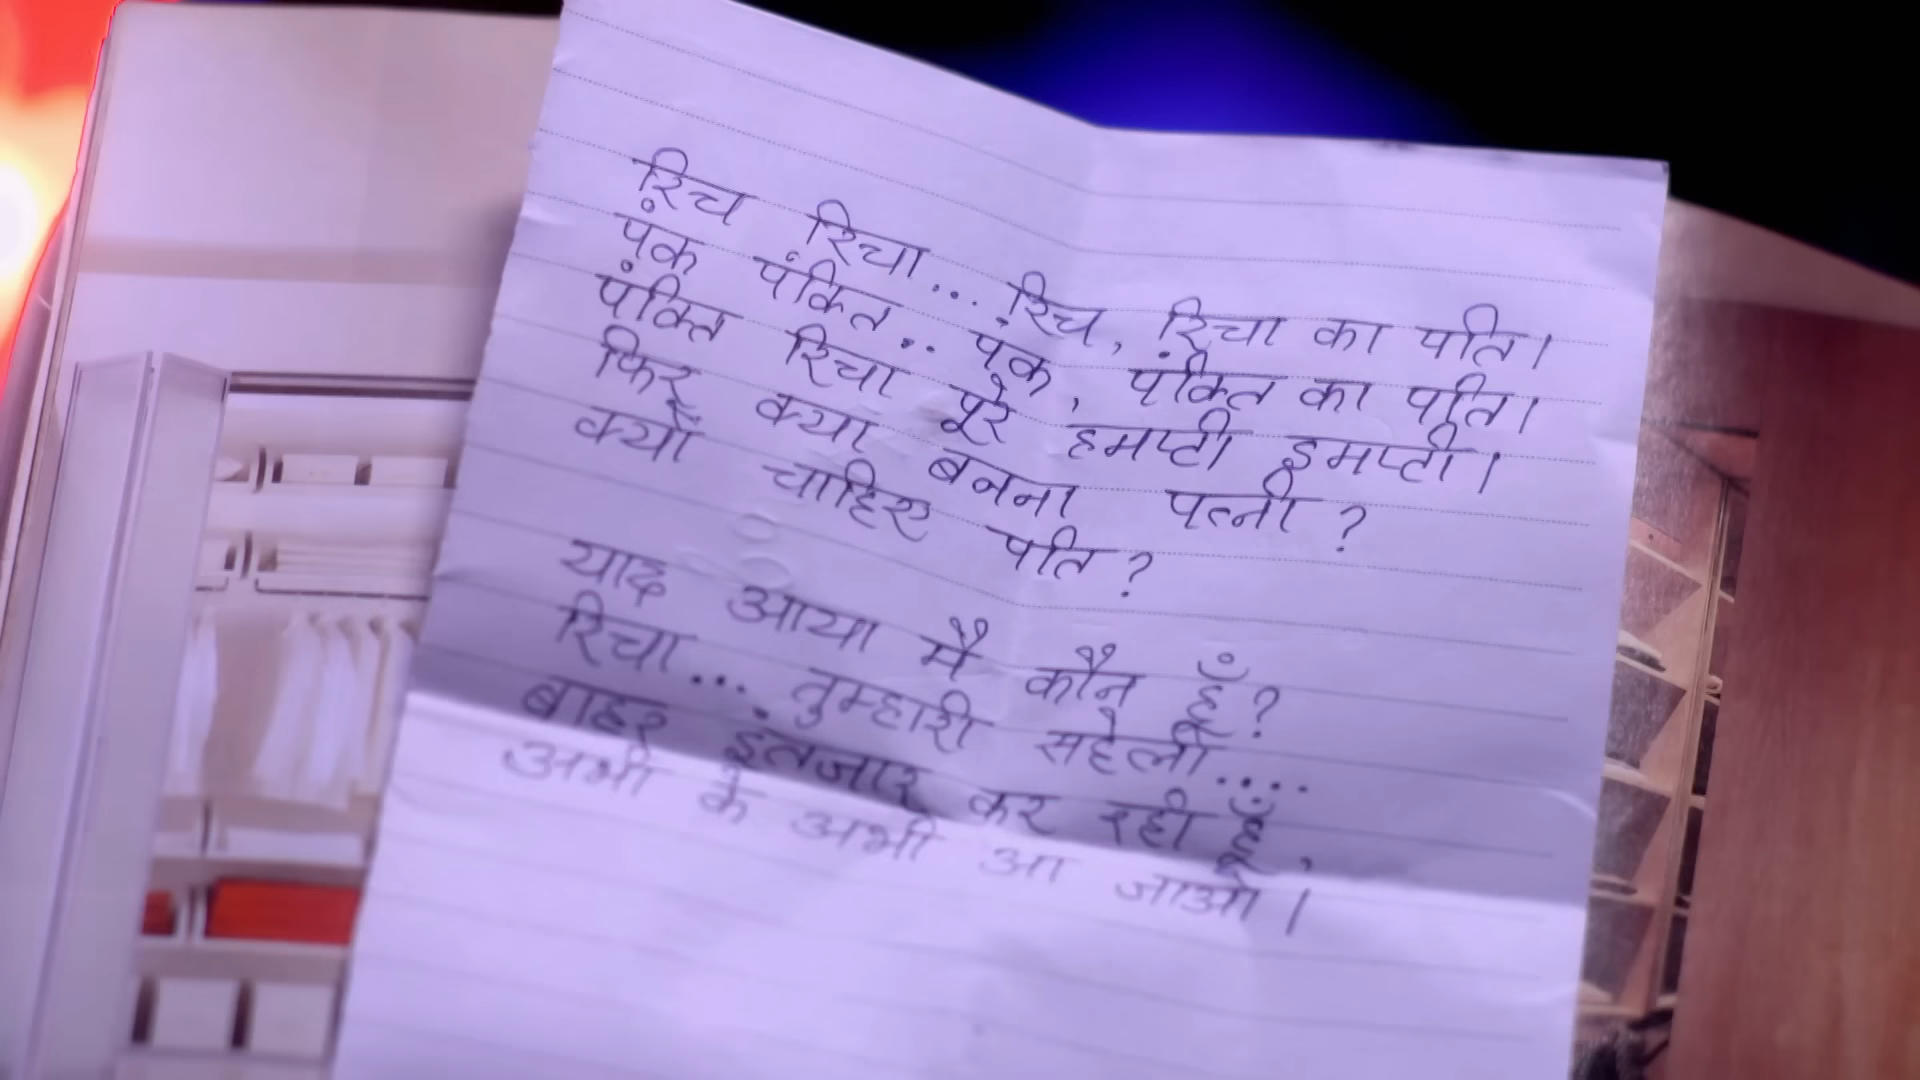 रिंच रिचा... रिंच, रिचा का पति।
पंक पंकित.. पंक, पंकित का पति।
पंकित रिचा पूरे हमप्टी डमप्टी।
फिर क्या बनना पत्नी?
क्यों चाहिए पति?
याद आया मै कौन हूँ?
रिचा... तुम्हारी सहेली....
बाहर इंतजार कर रही हूँ,
अभी के अभी आ जाओ।